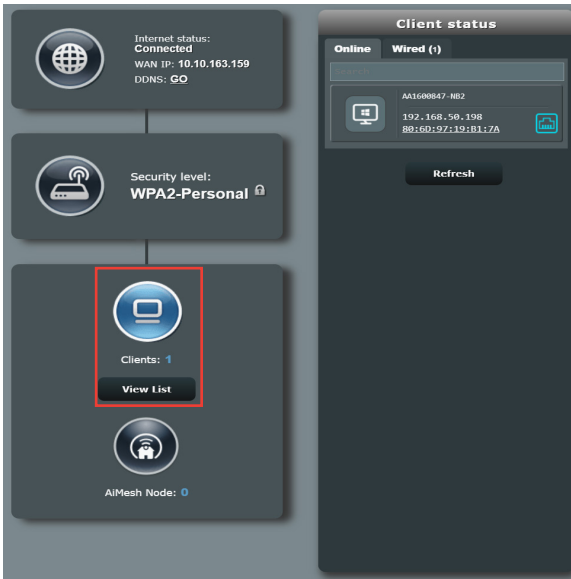 Internet status:
Connected
WAN IP: 10.10.163.159
DDNS: GO
Security level:
WPA2-Personal
Clients: 1
View List
AiMesh Node: 0
Client status
Online Wired (1)
AA1600847-NB2
192.168.50.198
80:6D:97:19:B1:7A
Refresh